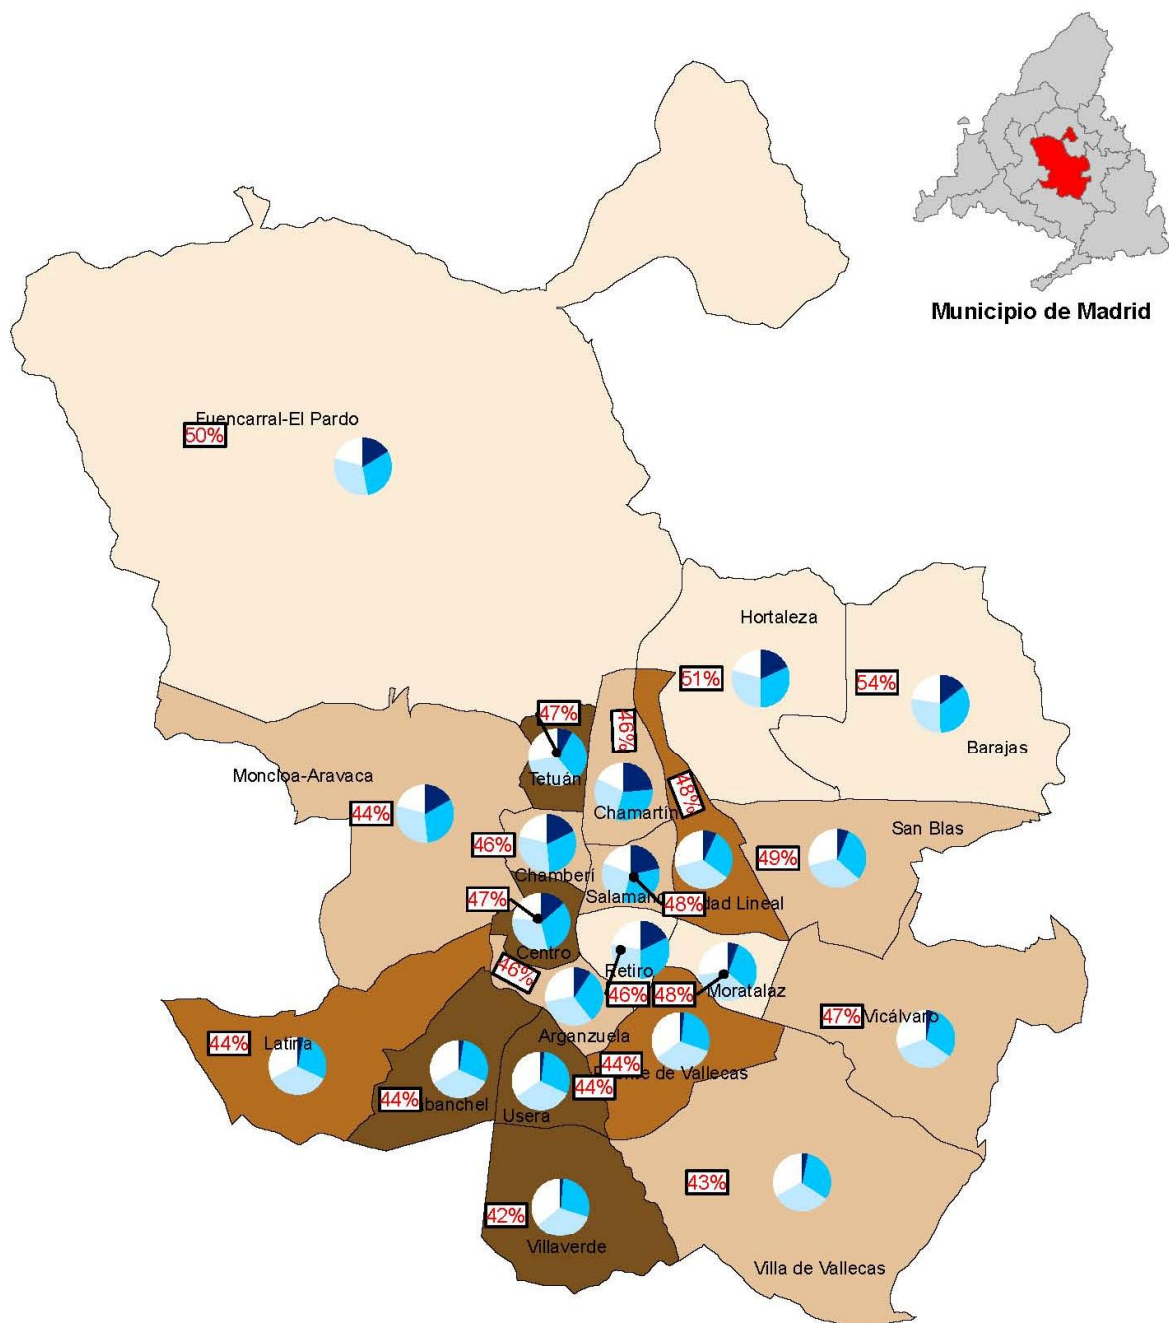 Municipio de Madrid
Fuencarral-El Pardo
50%
Hortaleza
51%
54%
Barajas
47%
46%
Tetuán
Moncloa-Aravaca
44%
Chamartín
48%
San Blas
49%
46%
Chamberí
Salaman
48%
dad Lineal
47%
Centro
46%
Retiro
46%
48%
Moratalaz
47%
Vicálvaro
Arganzuela
44%
Latina
44%
nte de Vallecas
44%
44%
banchel
Usera
43%
42%
Villaverde
Villa de Vallecas